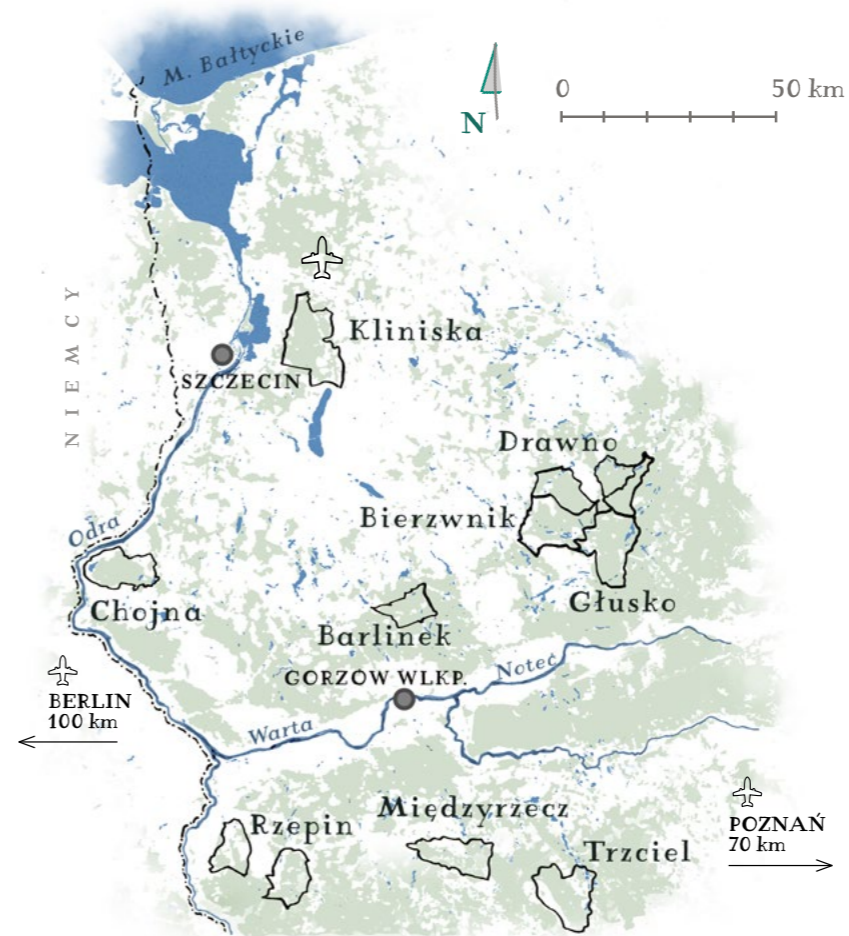 M. Bałtyckie
0 50 km
N
NIEMCY
Kliniska
SZCZECIN
Drawno
Bierzwnik
Odra
Chojna
Głusko
Barlinek
Noteć
GORZÓW WLKP.
BERLIN
100 km
Warta
Międzyrzecz
Rzepin
POZNAŃ
70 km
Trzciel